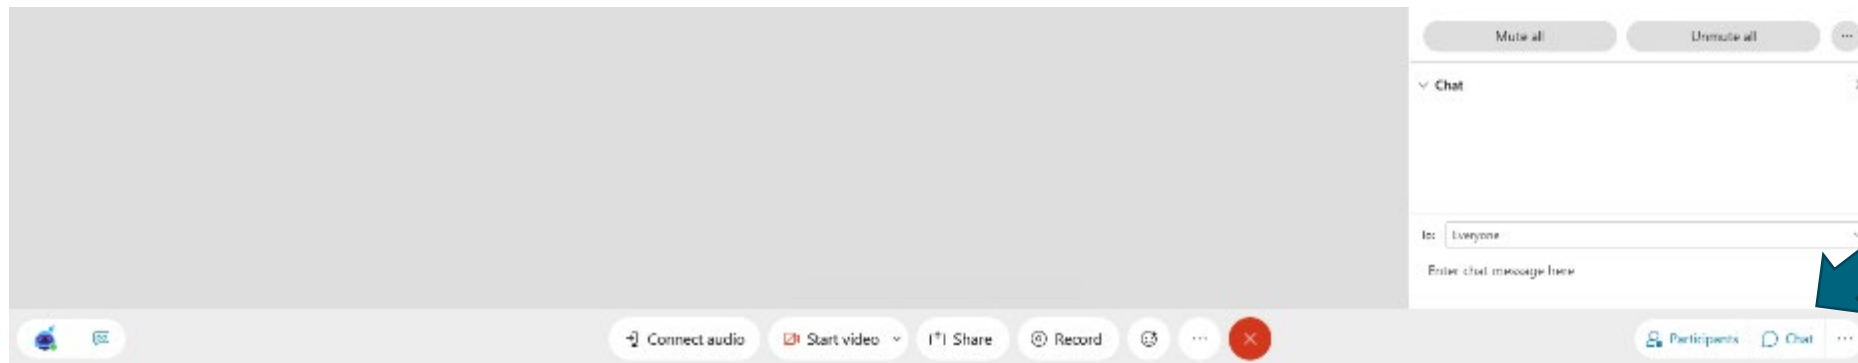 Mute all Unmute all
Chat
To: Everyone
Enter chat message here
Connect audio Start video Share Record Participants Chat